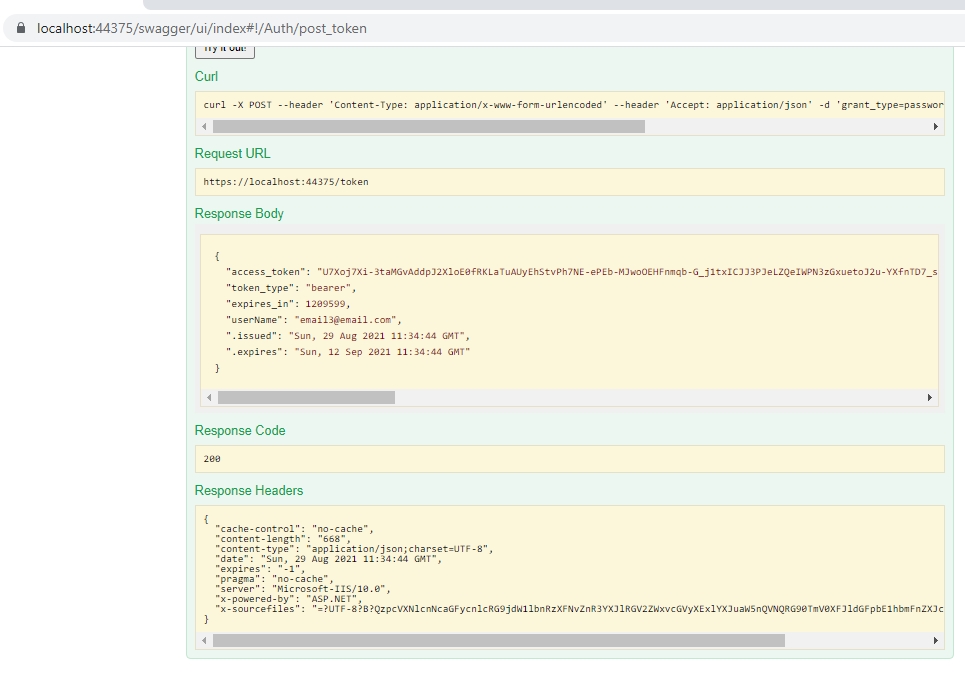 localhost:44375/swagger/ui/index#!/Auth/post_token
Try it out!
Curl
curl -X POST --header 'Content-Type: application/x-www-form-urlencoded' --header 'Accept: application/json' -d 'grant_type=passwor
Request URL
https://localhost:44375/token
Response Body
{
"access_token": "U7Xoj7Xi-3taMGvAddpJ2XloE0fRKLaTuAUyEhStvPh7NE-ePEb-MJwoOEHFnmqb-G_j1txICJJ3PJeLZQeIWPN3zGxuetoJ2u-YXfnTD7_s
"token_type": "bearer",
"expires_in": 1209599,
"userName": "email3@email.com",
".issued": "Sun, 29 Aug 2021 11:34:44 GMT",
".expires": "Sun, 12 Sep 2021 11:34:44 GMT"
}
Response Code
200
Response Headers
{
"cache-control": "no-cache",
"content-length": "668",
"content-type": "application/json;charset=UTF-8",
"date": "Sun, 29 Aug 2021 11:34:44 GMT",
"expires": "-1",
"pragma": "no-cache",
"server": "Microsoft-IIS/10.0",
"x-powered-by": "ASP.NET",
"x-sourcefiles": "=?UTF-8?B?QzpcVXNlcnNcaGFycnlcRG9jdW1lbnRzXFNvZnR3YXJlRGV2ZWxvcGVyXExlYXJuaW5nQVNQRG90TmV0XFJldGFpbE1hbmFnZXJc
}